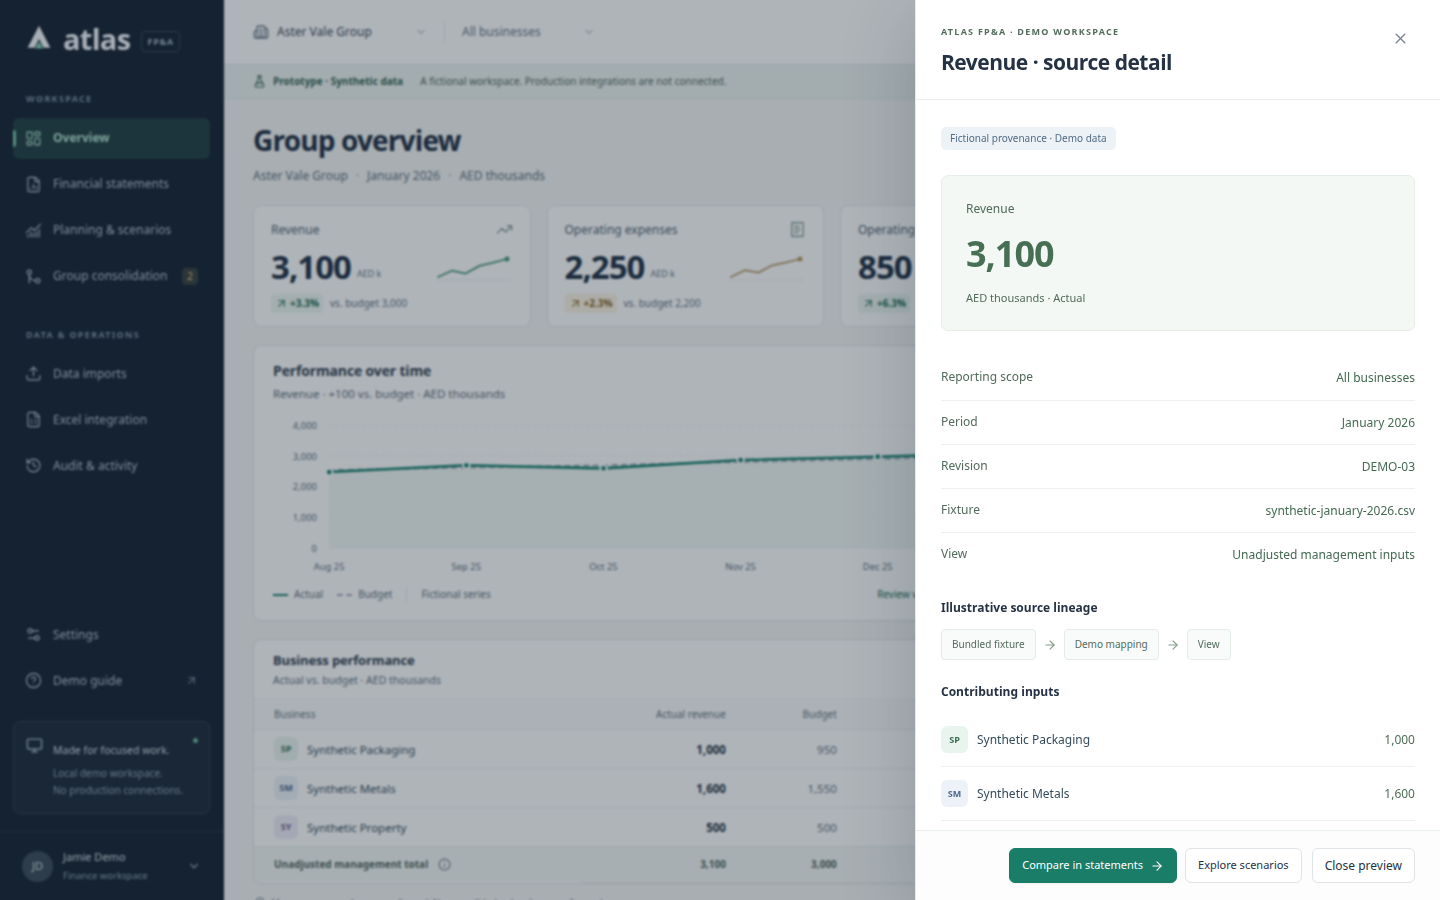 atlas FP&A
WORKSPACE
Overview
Financial statements
Planning & scenarios
Group consolidation 2
DATA & OPERATIONS
Data imports
Excel integration
Audit & activity
Settings
Demo guide
Made for focused work.
Local demo workspace.
No production connections.
JD
Jamie Demo
Finance workspace
Aster Vale Group
All businesses
Prototype · Synthetic data
A fictional workspace. Production integrations are not connected.
Group overview
Aster Vale Group · January 2026 · AED thousands
Revenue
3,100 AED k
+3.3% vs. budget 3,000
Operating expenses
2,250 AED k
+2.3% vs. budget 2,200
Operating
850
+6.3%
Performance over time
Revenue · +100 vs. budget · AED thousands
4,000
3,000
2,000
1,000
0
Aug 25 Sep 25 Oct 25 Nov 25 Dec 25
Actual Budget Fictional series
Review
Business performance
Actual vs. budget · AED thousands
Business Actual revenue Budget
SP Synthetic Packaging 1,000 950
SM Synthetic Metals 1,600 1,550
SY Synthetic Property 500 500
Unadjusted management total 3,100 3,000
ATLAS FP&A · DEMO WORKSPACE
Revenue · source detail
Fictional provenance · Demo data
Revenue
3,100
AED thousands · Actual
Reporting scope All businesses
Period January 2026
Revision DEMO-03
Fixture synthetic-january-2026.csv
View Unadjusted management inputs
Illustrative source lineage
Bundled fixture → Demo mapping → View
Contributing inputs
SP Synthetic Packaging 1,000
SM Synthetic Metals 1,600
Compare in statements →
Explore scenarios
Close preview